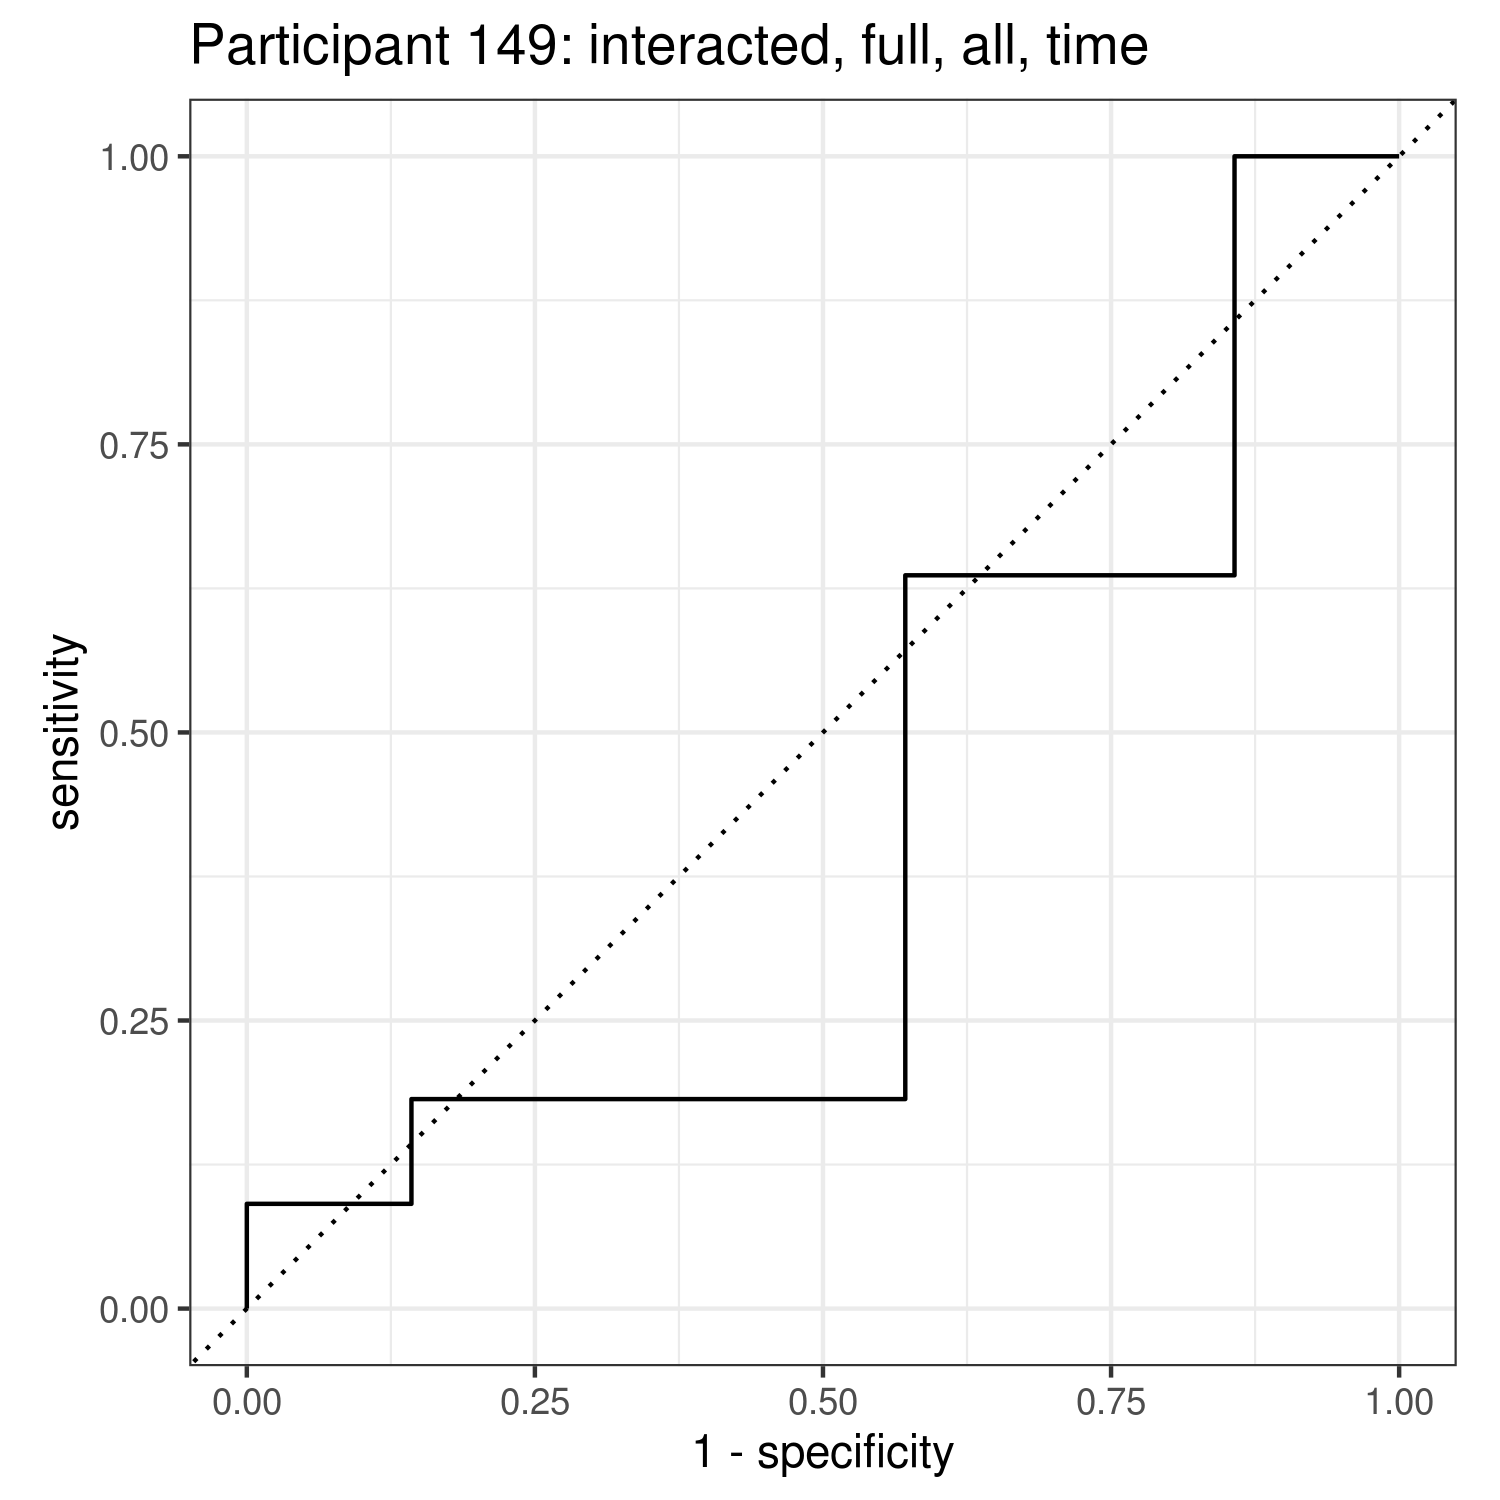 Participant 149: interacted, full, all, time
1.00
0.75
0.50
0.25
0.00
sensitivity
0.00 0.25 0.50 0.75 1.00
1 - specificity